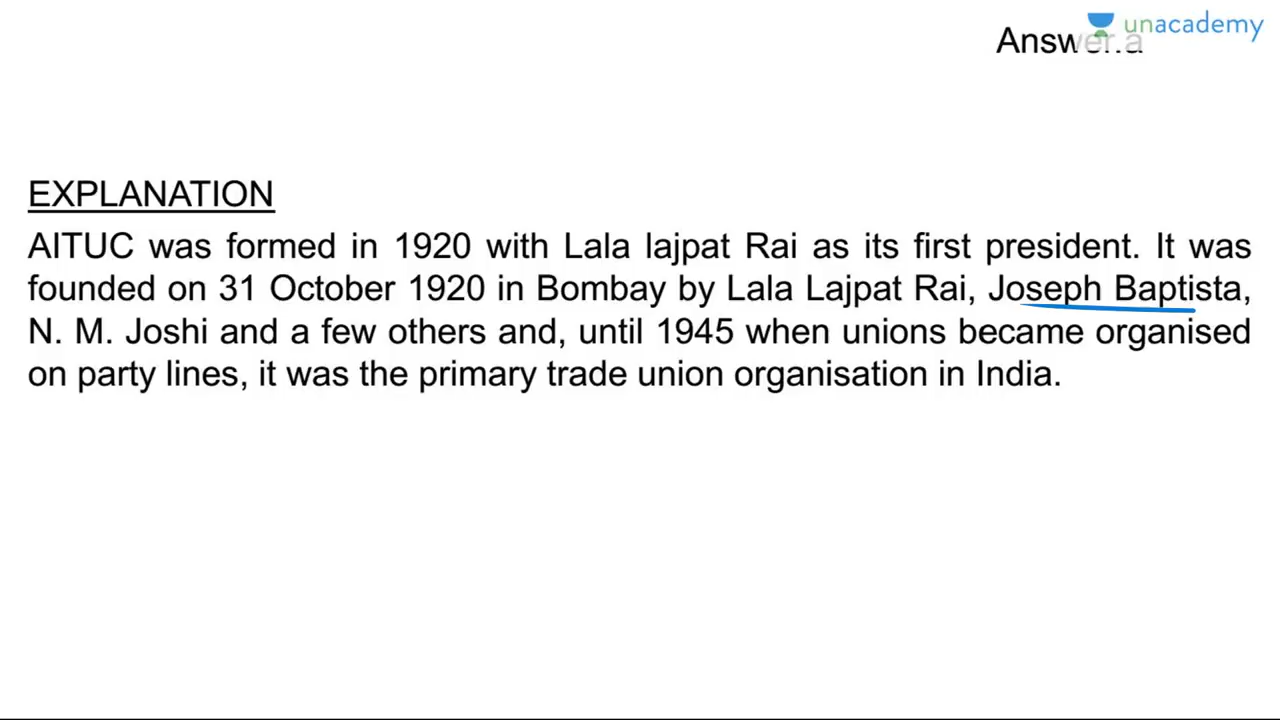 unacademy
Answer.a
EXPLANATION
AITUC was formed in 1920 with Lala lajpat Rai as its first president. It was
founded on 31 October 1920 in Bombay by Lala Lajpat Rai, Joseph Baptista,
N. M. Joshi and a few others and, until 1945 when unions became organised
on party lines, it was the primary trade union organisation in India.